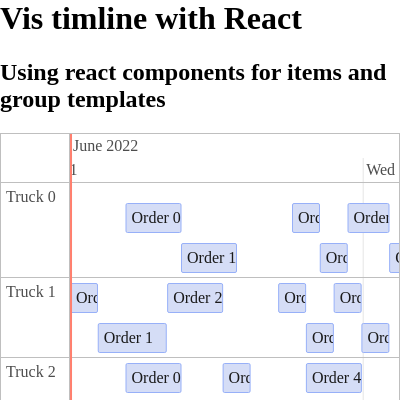 Vis timline with React
Using react components for items and
group templates
June 2022
1 Wed
Truck 0
Order 0 Orc Order
Order 1 Orc
Truck 1
Orc Order 2 Orc Orc
Order 1 Orc Orc
Truck 2
Order 0 Orc Order 4